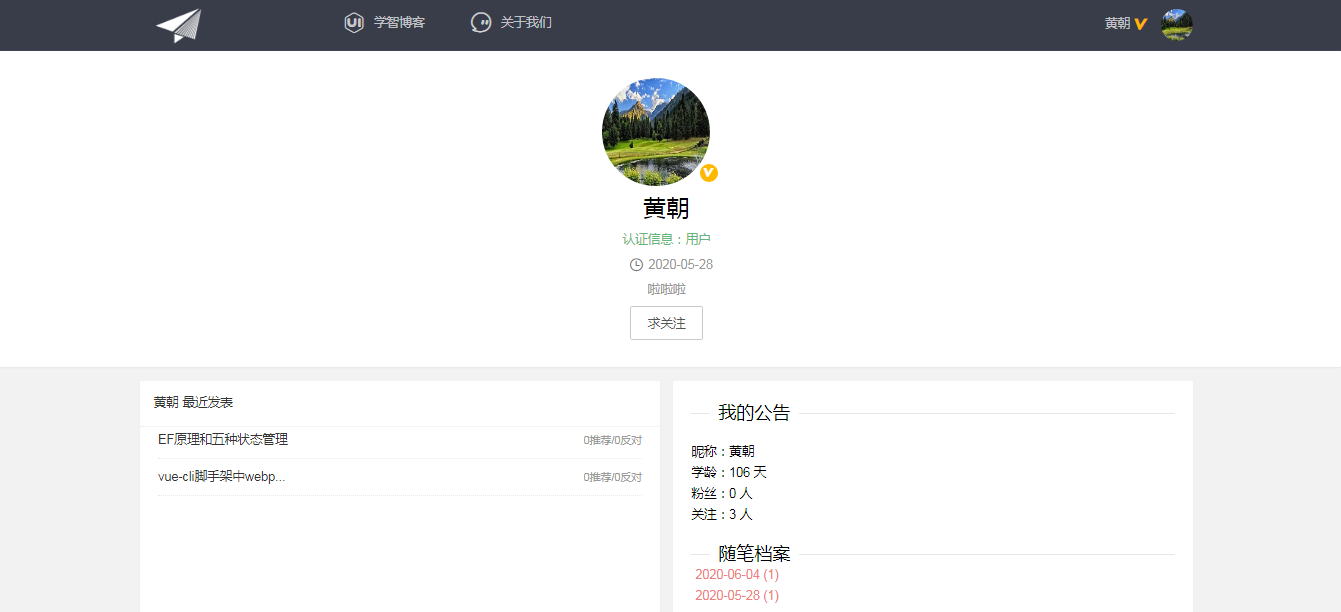 UI 学智博客 关于我们 黄朝
黄朝
认证信息：用户
2020-05-28
啦啦啦
求关注
黄朝 最近发表
EF原理和五种状态管理 0推荐/0反对
vue-cli脚手架中webp... 0推荐/0反对
我的公告
昵称：黄朝
学龄：106 天
粉丝：0 人
关注：3 人
随笔档案
2020-06-04 (1)
2020-05-28 (1)